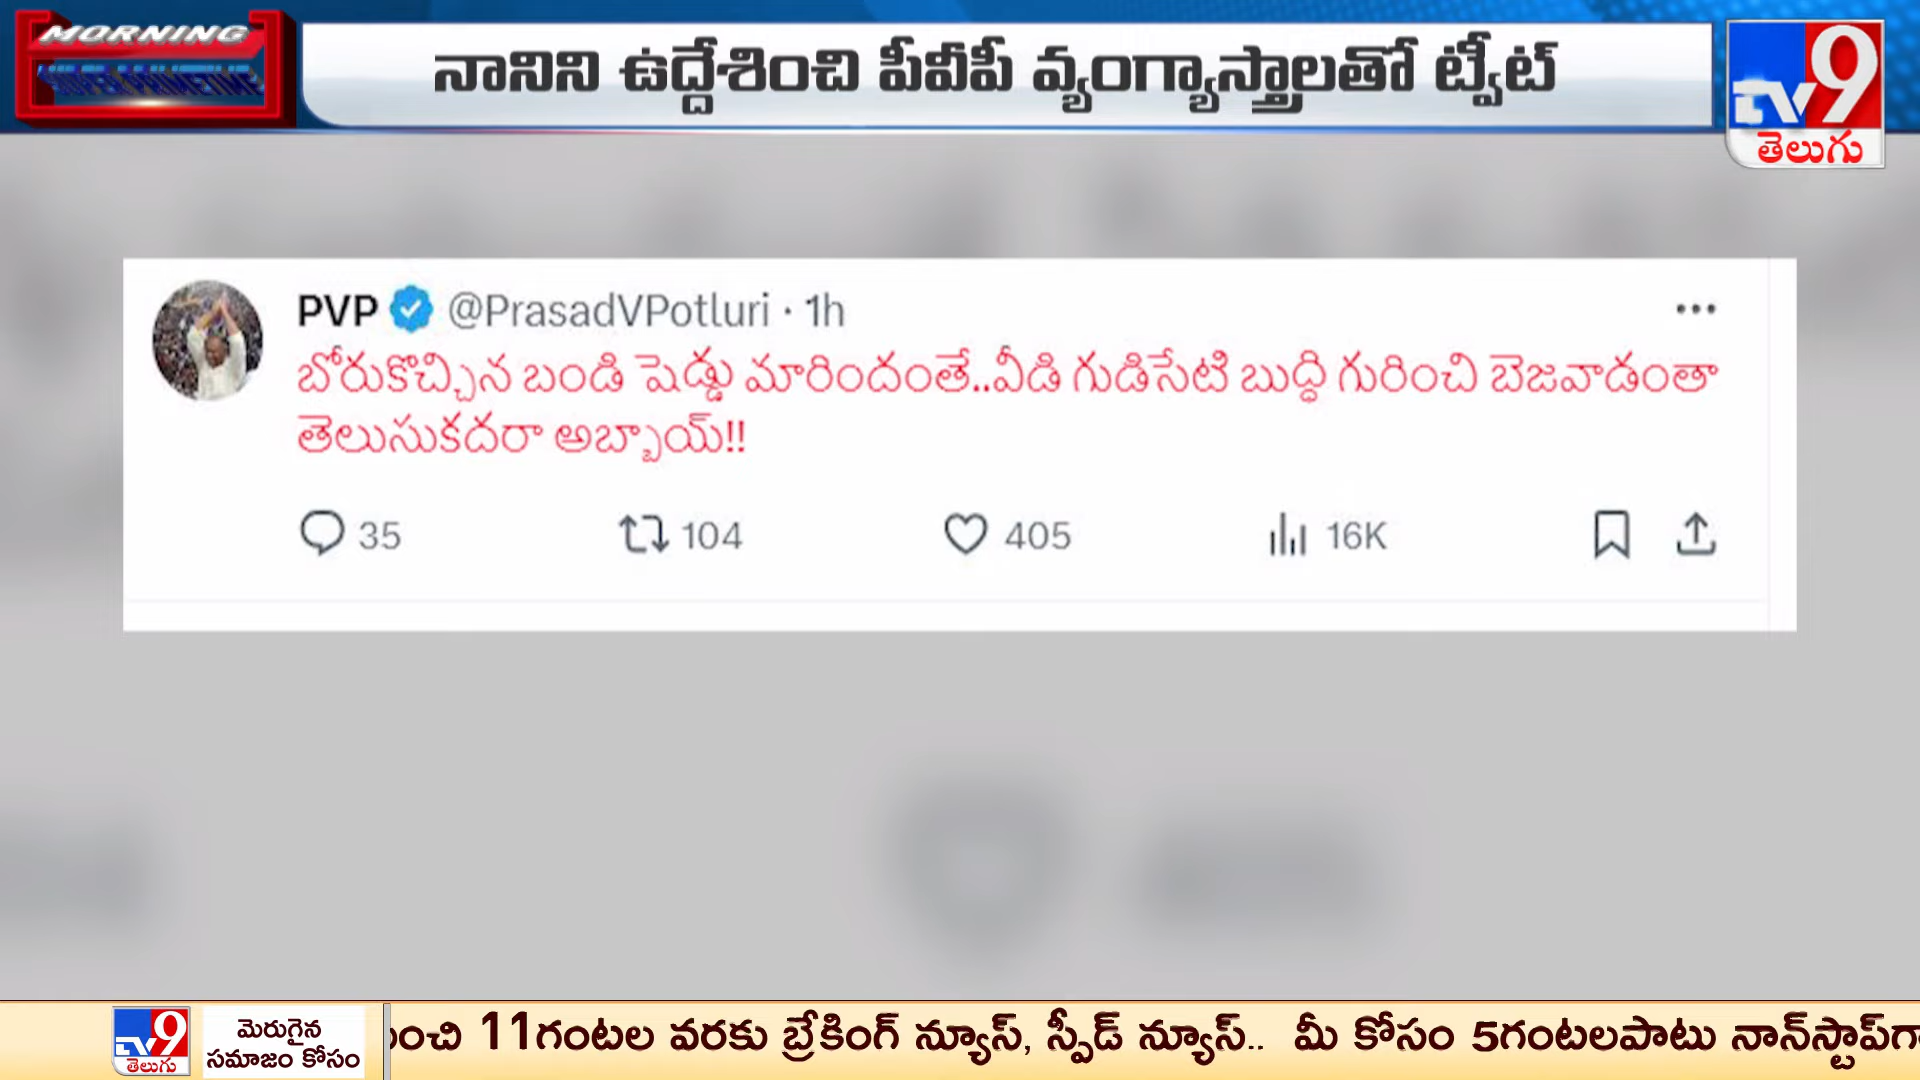 MORNING
నానిని ఉద్దేశించి పీవీపీ వ్యంగ్యాస్త్రాలతో ట్వీట్
TV9
తెలుగు
PVP @PrasadVPotluri · 1h
బోరుకొచ్చిన బండి షెడ్డు మారిందంతే..వీడి గుడిసేటి బుద్ధి గురించి బెజవాడంతా
తెలుసుకదరా అబ్బాయ్!!
35 104 405 16K
TV9
తెలుగు
మెరుగైన
సమాజం కోసం
11గంటల వరకు బ్రేకింగ్ న్యూస్, స్పీడ్ న్యూస్.. మీ కోసం 5గంటలపాటు